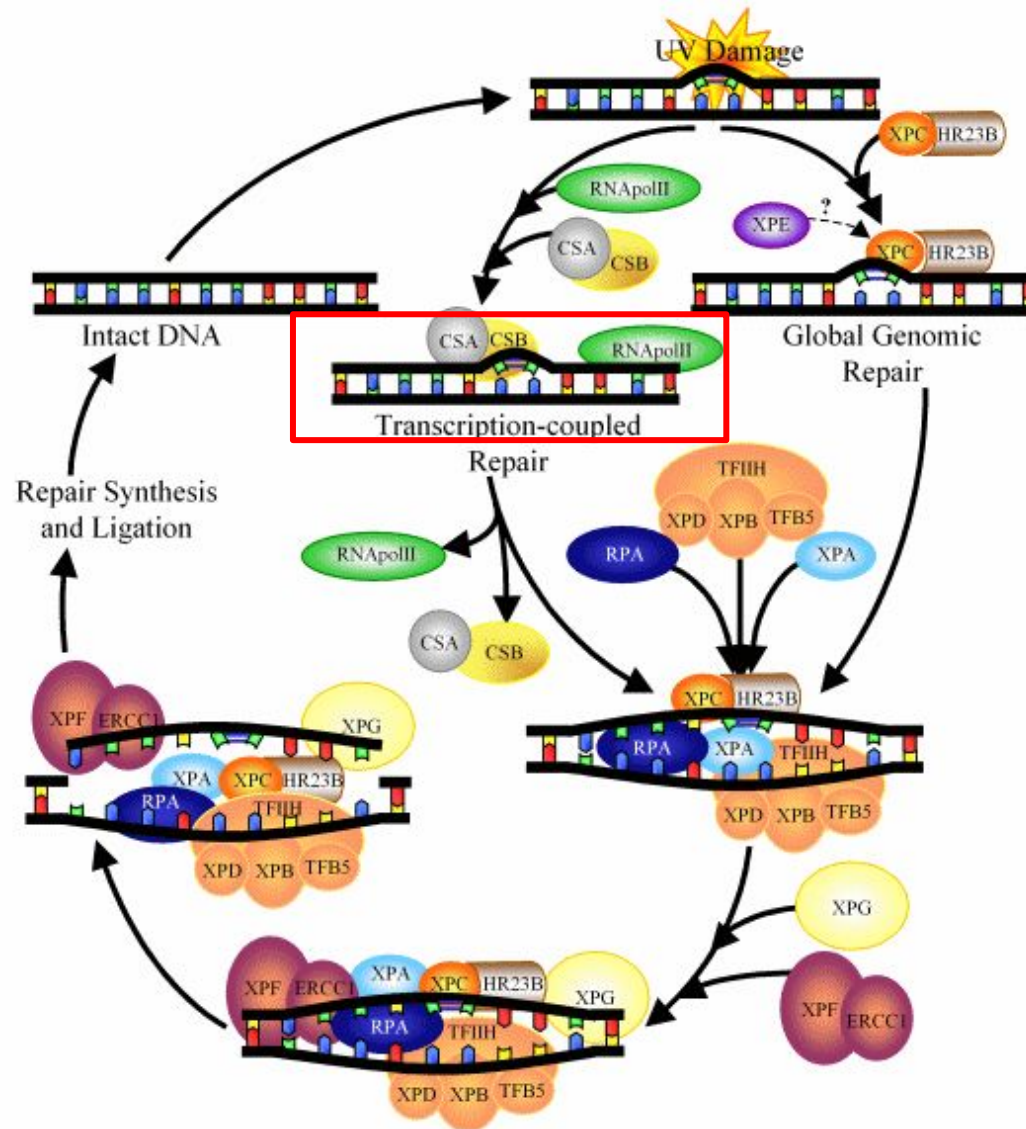 UV Damage
XPC
HR23B
RNApolII
CSA
CSB
XPE
?
XPC
HR23B
Intact DNA
Global Genomic
Repair
CSA
CSB
RNApolII
Transcription-coupled
Repair
Repair Synthesis
and Ligation
TFIIH
XPD
XPB
TFB5
RPA
XPA
RNApolII
CSA
CSB
XPC
HR23B
RPA
XPA
TFIIH
XPD
XPB
TFB5
XPF
ERCC1
XPG
XPA
XPC
HR23B
RPA
TFIIH
XPD
XPB
TFB5
XPG
XPF
ERCC1
XPF
ERCC1
XPA
XPC
HR23B
XPG
RPA
TFIIH
XPD
XPB
TFB5